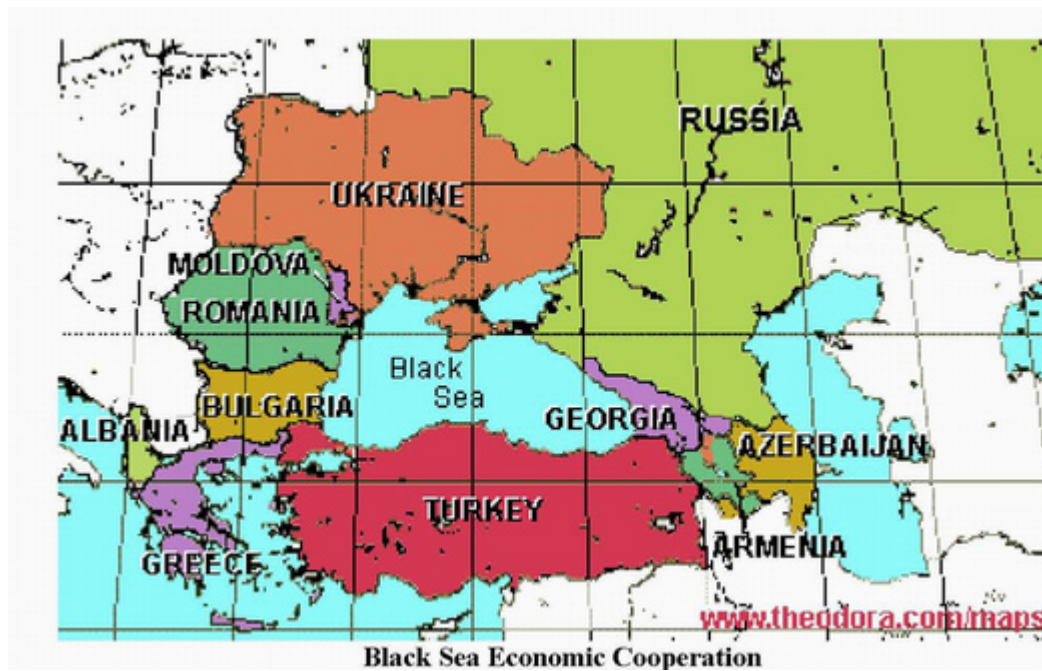 RUSSIA
UKRAINE
MOLDOVA
ROMANIA
Black
Sea
BULGARIA
GEORGIA
ALBANIA
AZERBAIJAN
TURKEY
ARMENIA
GREECE
www.theodora.com/maps
Black Sea Economic Cooperation